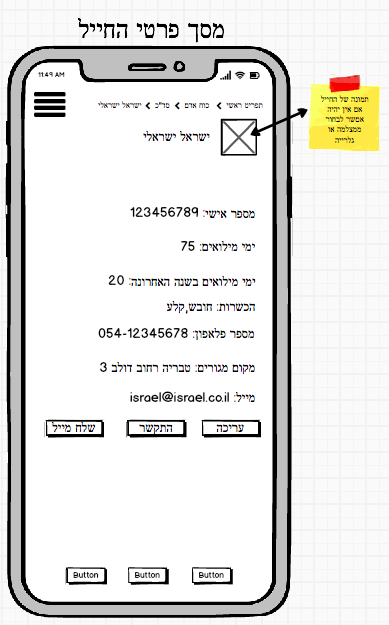 מסך פרטי החייל
11:49 AM
תפריט ראשי > כוח אדם > סד"כ > ישראל ישראלי
תמונה של החייל
אם אין יהיה
אפשר לבחור
ממצלמה או
גלרייה
ישראל ישראלי
מספר אישי: 123456789
ימי מילואים: 75
ימי מילואים בשנה האחרונה: 20
הכשרות: חובש,קלע
מספר פלאפון: 054-12345678
מקום מגורים: טבריה רחוב דולב 3
מייל: israel@israel.co.il
עריכה
התקשר
שלח מייל
Button
Button
Button